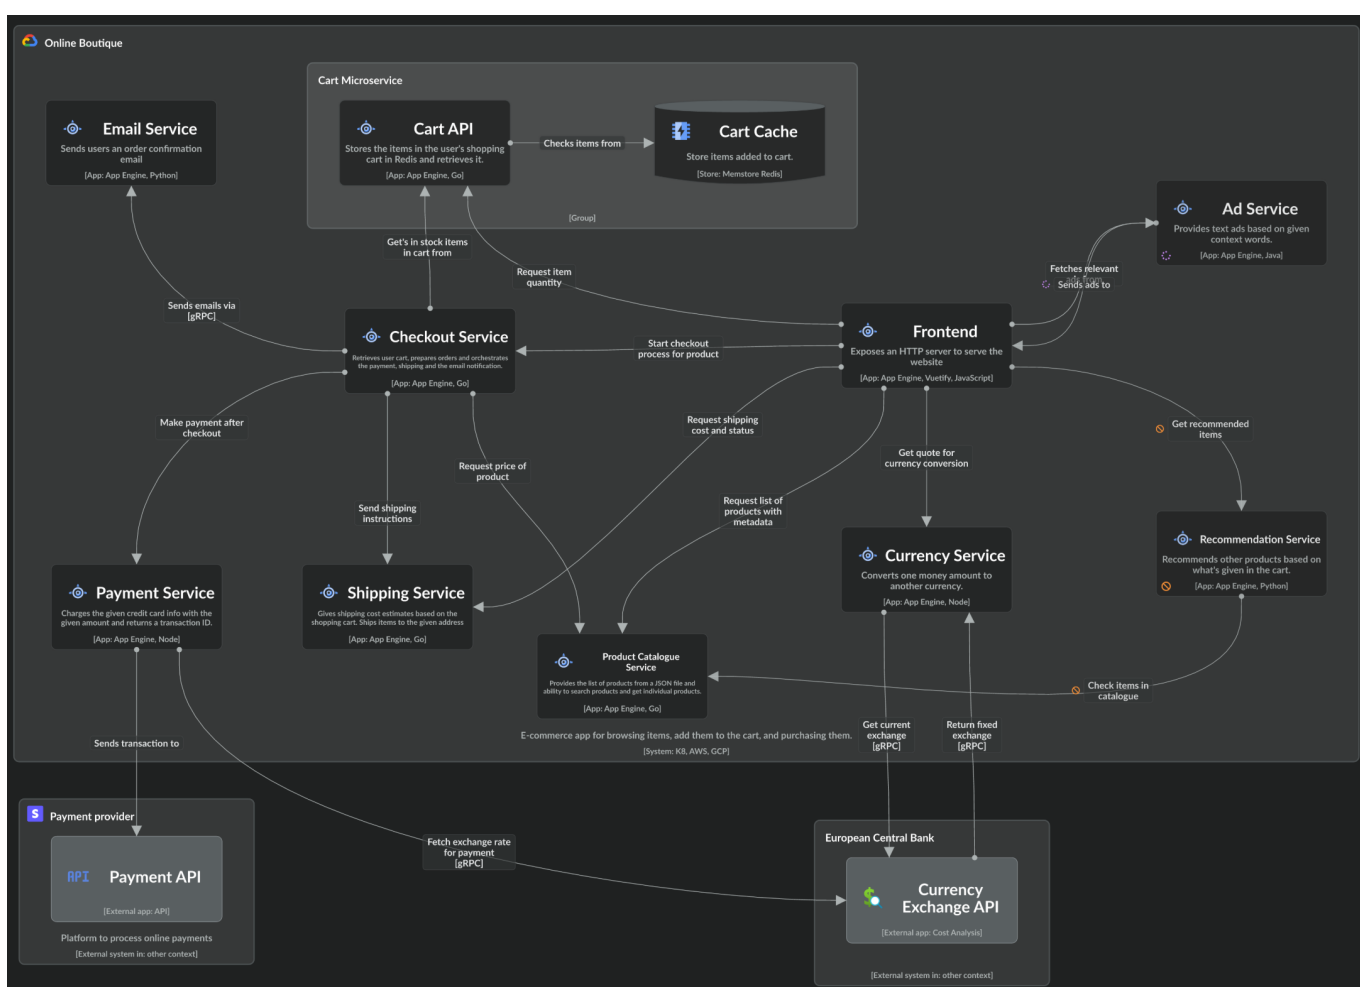 Online Boutique
Cart Microservice
Email Service
Sends users an order confirmation
email
[App: App Engine, Python]
Cart API
Stores the items in the user's shopping
cart in Redis and retrieves it.
[App: App Engine, Go]
Checks items from
Cart Cache
Store items added to cart.
[Store: Memstore Redis]
[Group]
Ad Service
Provides text ads based on given
context words.
[App: App Engine, Java]
Get's in stock items
in cart from
Request item
quantity
Fetches relevant
ads from
Sends ads to
Sends emails via
[gRPC]
Checkout Service
Retrieves user cart, prepares orders and orchestrates
the payment, shipping and the email notification.
[App: App Engine, Go]
Start checkout
process for product
Frontend
Exposes an HTTP server to serve the
website
[App: App Engine, Vuetify, JavaScript]
Make payment after
checkout
Request shipping
cost and status
Get recommended
items
Request price of
product
Get quote for
currency conversion
Send shipping
instructions
Request list of
products with
metadata
Payment Service
Charges the given credit card info with the
given amount and returns a transaction ID.
[App: App Engine, Node]
Shipping Service
Gives shipping cost estimates based on the
shopping cart. Ships items to the given address
[App: App Engine, Go]
Currency Service
Converts one money amount to
another currency.
[App: App Engine, Node]
Recommendation Service
Recommends other products based on
what's given in the cart.
[App: App Engine, Python]
Product Catalogue
Service
Provides the list of products from a JSON file and
ability to search products and get individual products.
[App: App Engine, Go]
Check items in
catalogue
Sends transaction to
Get current
exchange
[gRPC]
Return fixed
exchange
[gRPC]
E-commerce app for browsing items, add them to the cart, and purchasing them.
[System: K8, AWS, GCP]
S
Payment provider
API
Payment API
[External app: API]
Platform to process online payments
[External system in: other context]
Fetch exchange rate
for payment
[gRPC]
European Central Bank
Currency
Exchange API
[External app: Cost Analysis]
[External system in: other context]